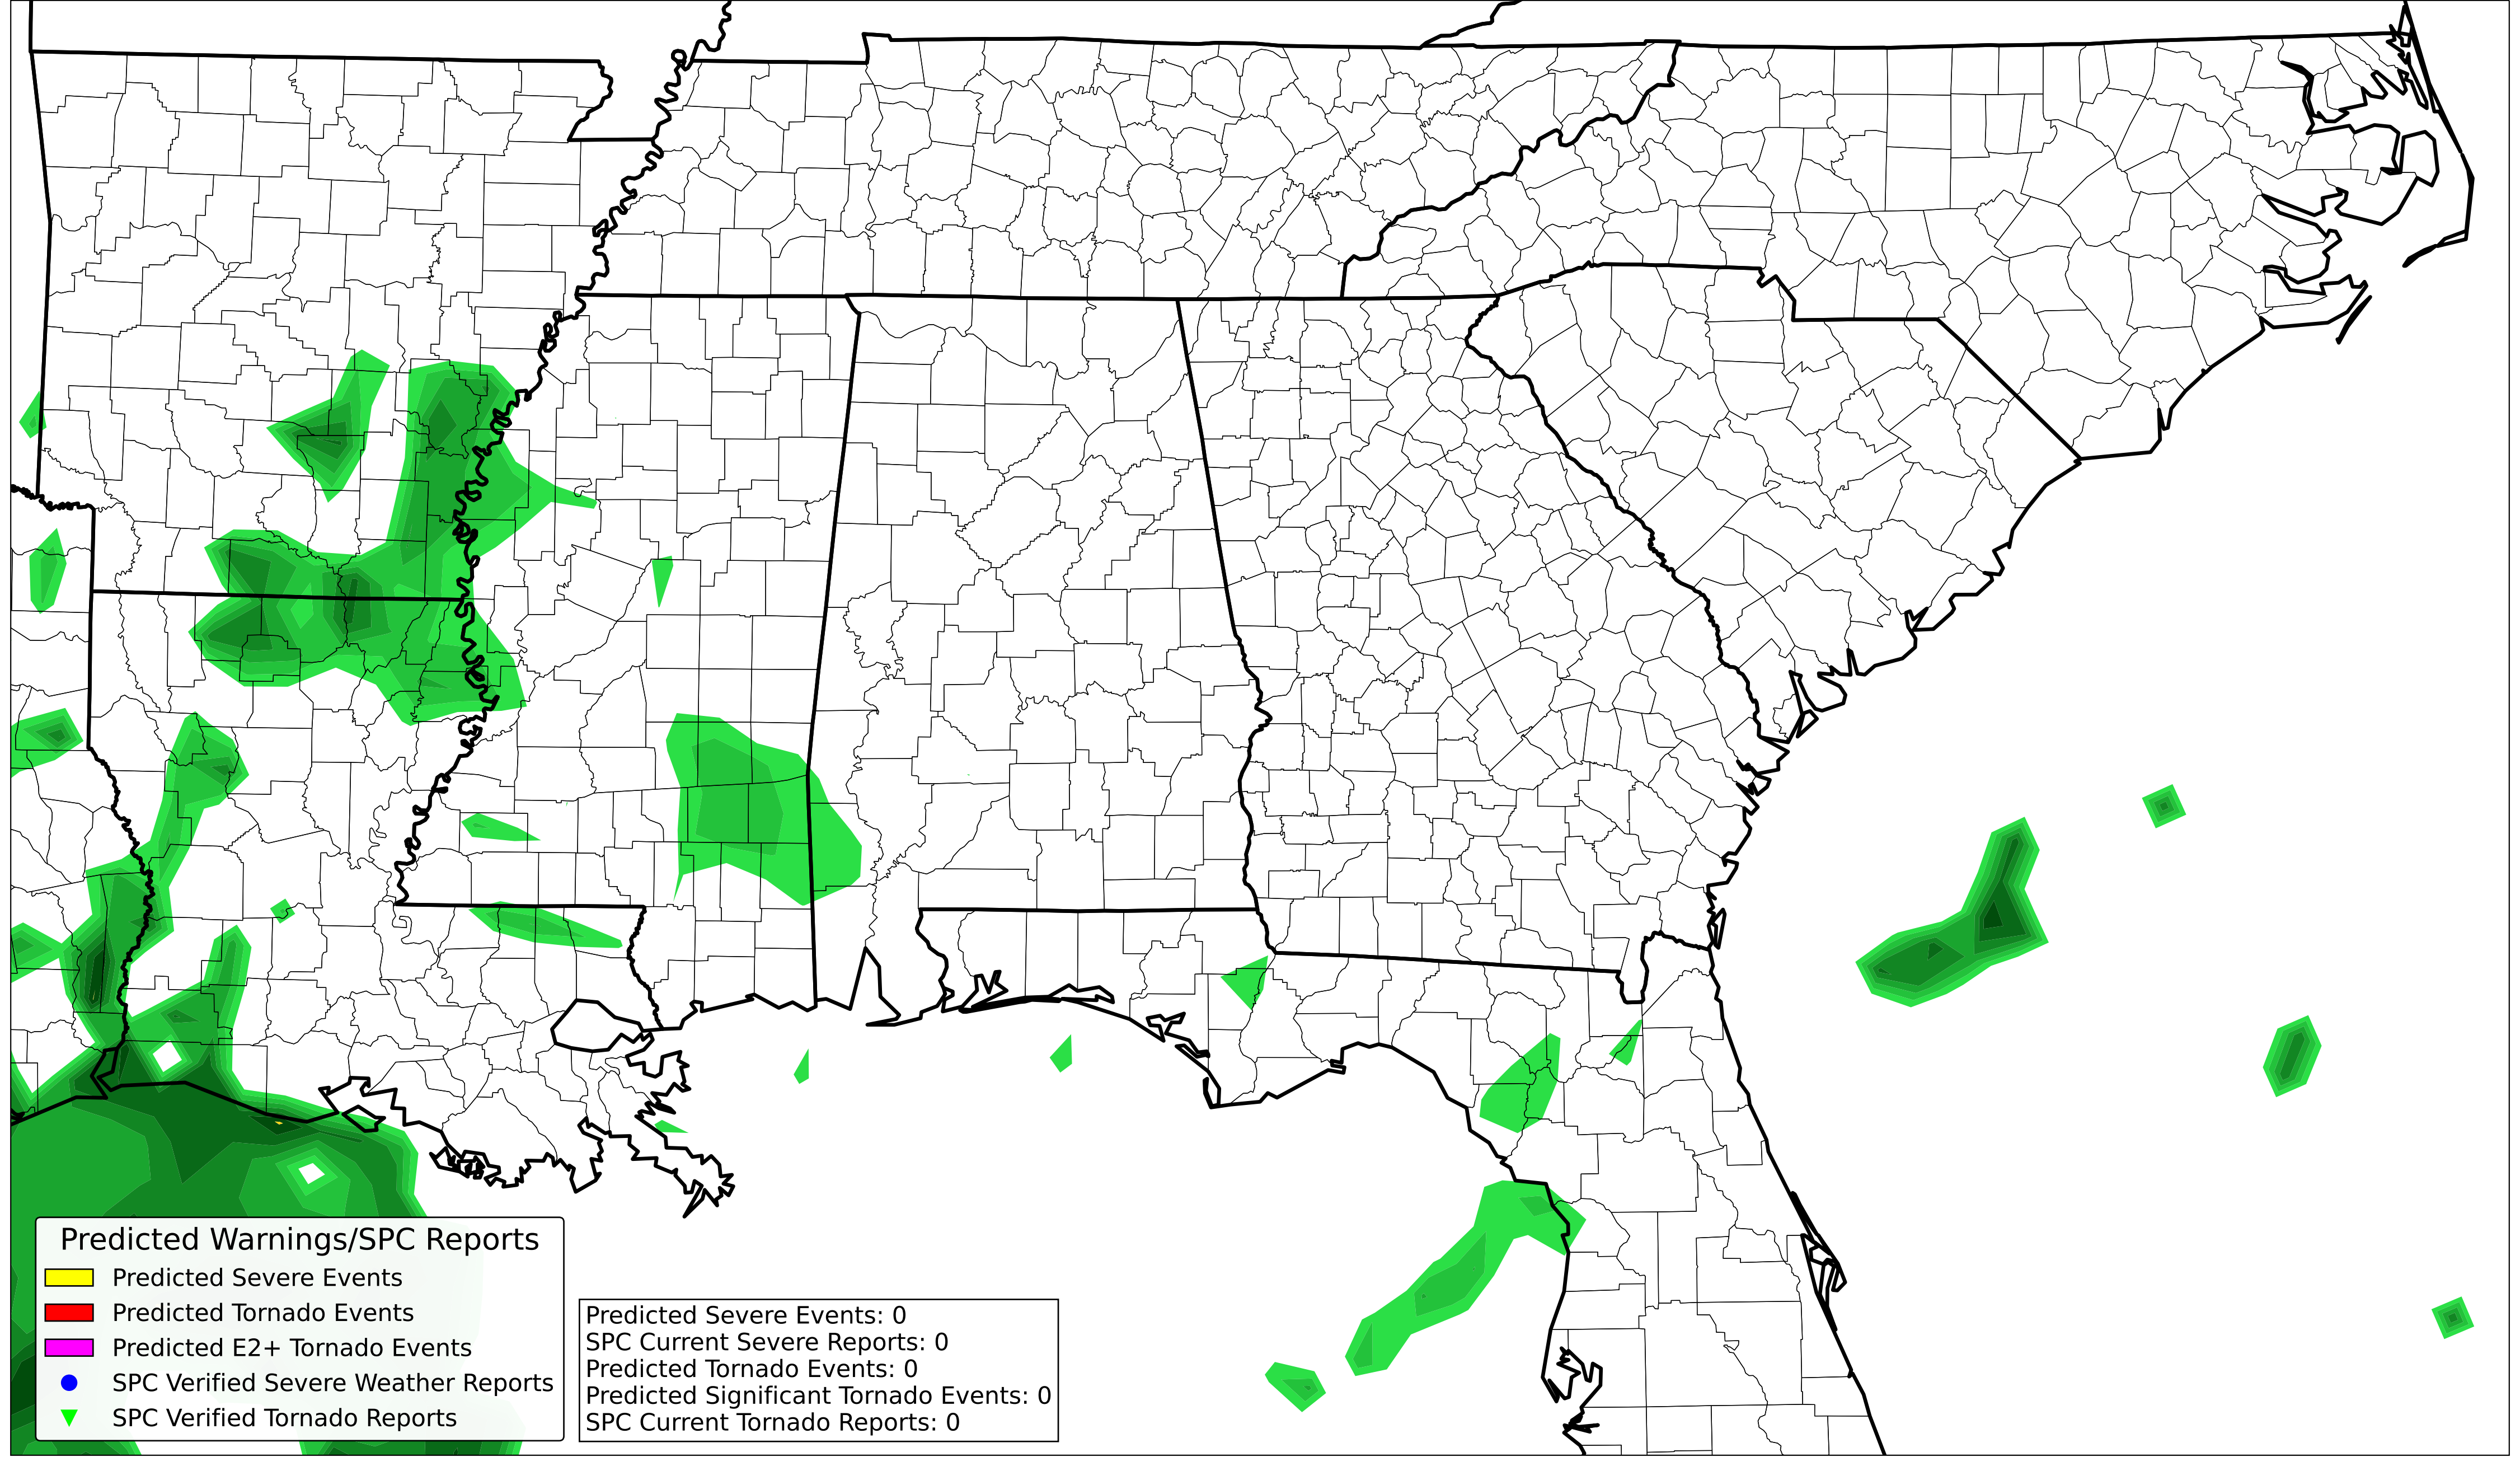 Predicted Warnings/SPC Reports
Predicted Severe Events
Predicted Tornado Events
Predicted E2+ Tornado Events
SPC Verified Severe Weather Reports
SPC Verified Tornado Reports
Predicted Severe Events: 0
SPC Current Severe Reports: 0
Predicted Tornado Events: 0
Predicted Significant Tornado Events: 0
SPC Current Tornado Reports: 0